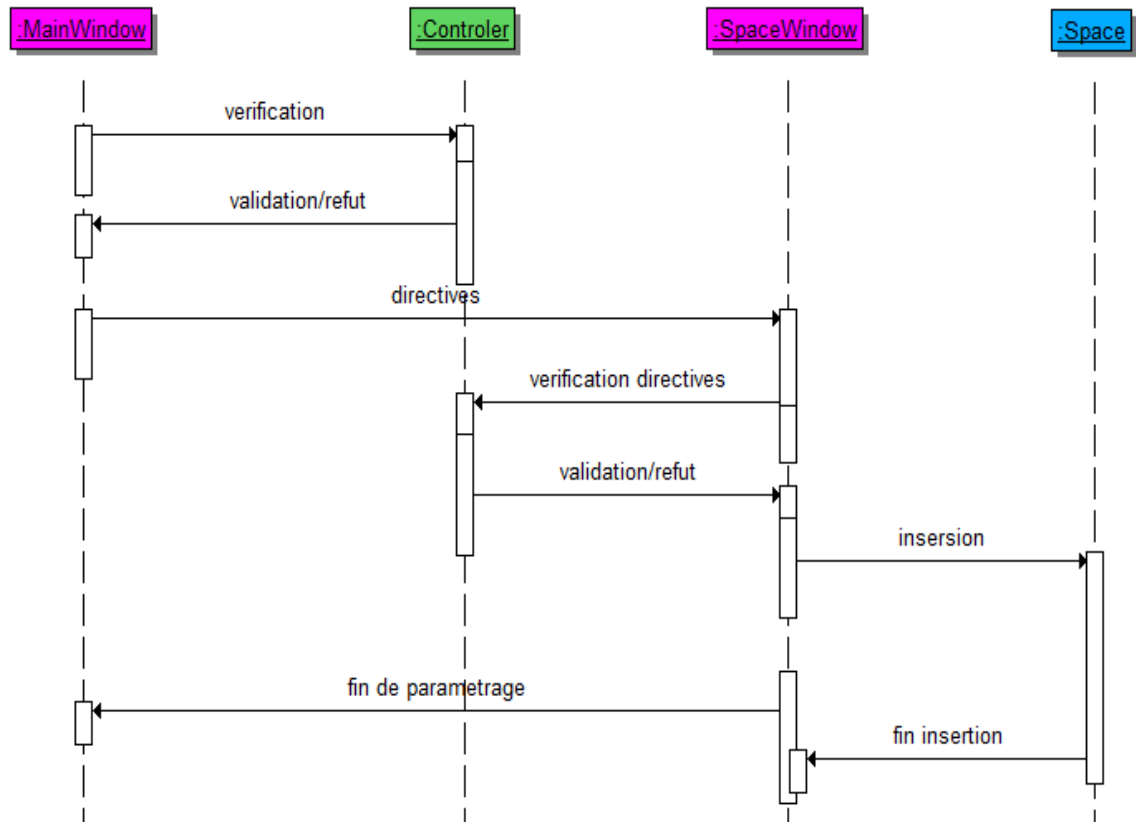 :MainWindow
:Controler
:SpaceWindow
:Space
verification
validation/refut
directives
verification directives
validation/refut
insersion
fin de parametrage
fin insertion